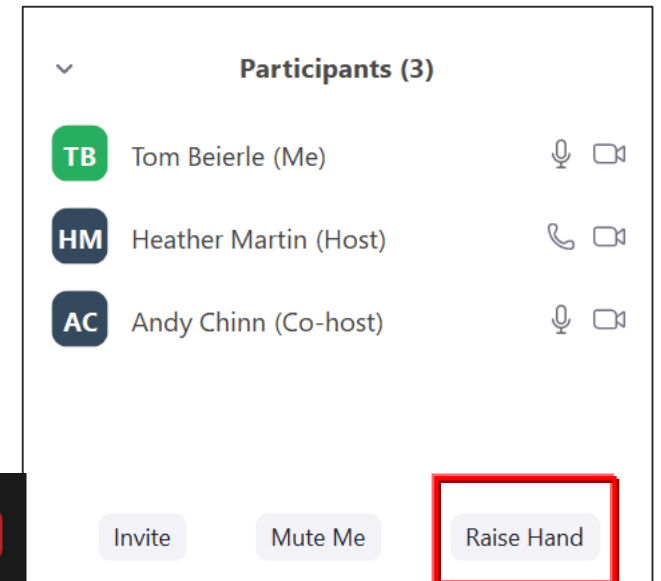 Participants (3)
TB Tom Beierle (Me)
HM Heather Martin (Host)
AC Andy Chinn (Co-host)
Invite Mute Me Raise Hand